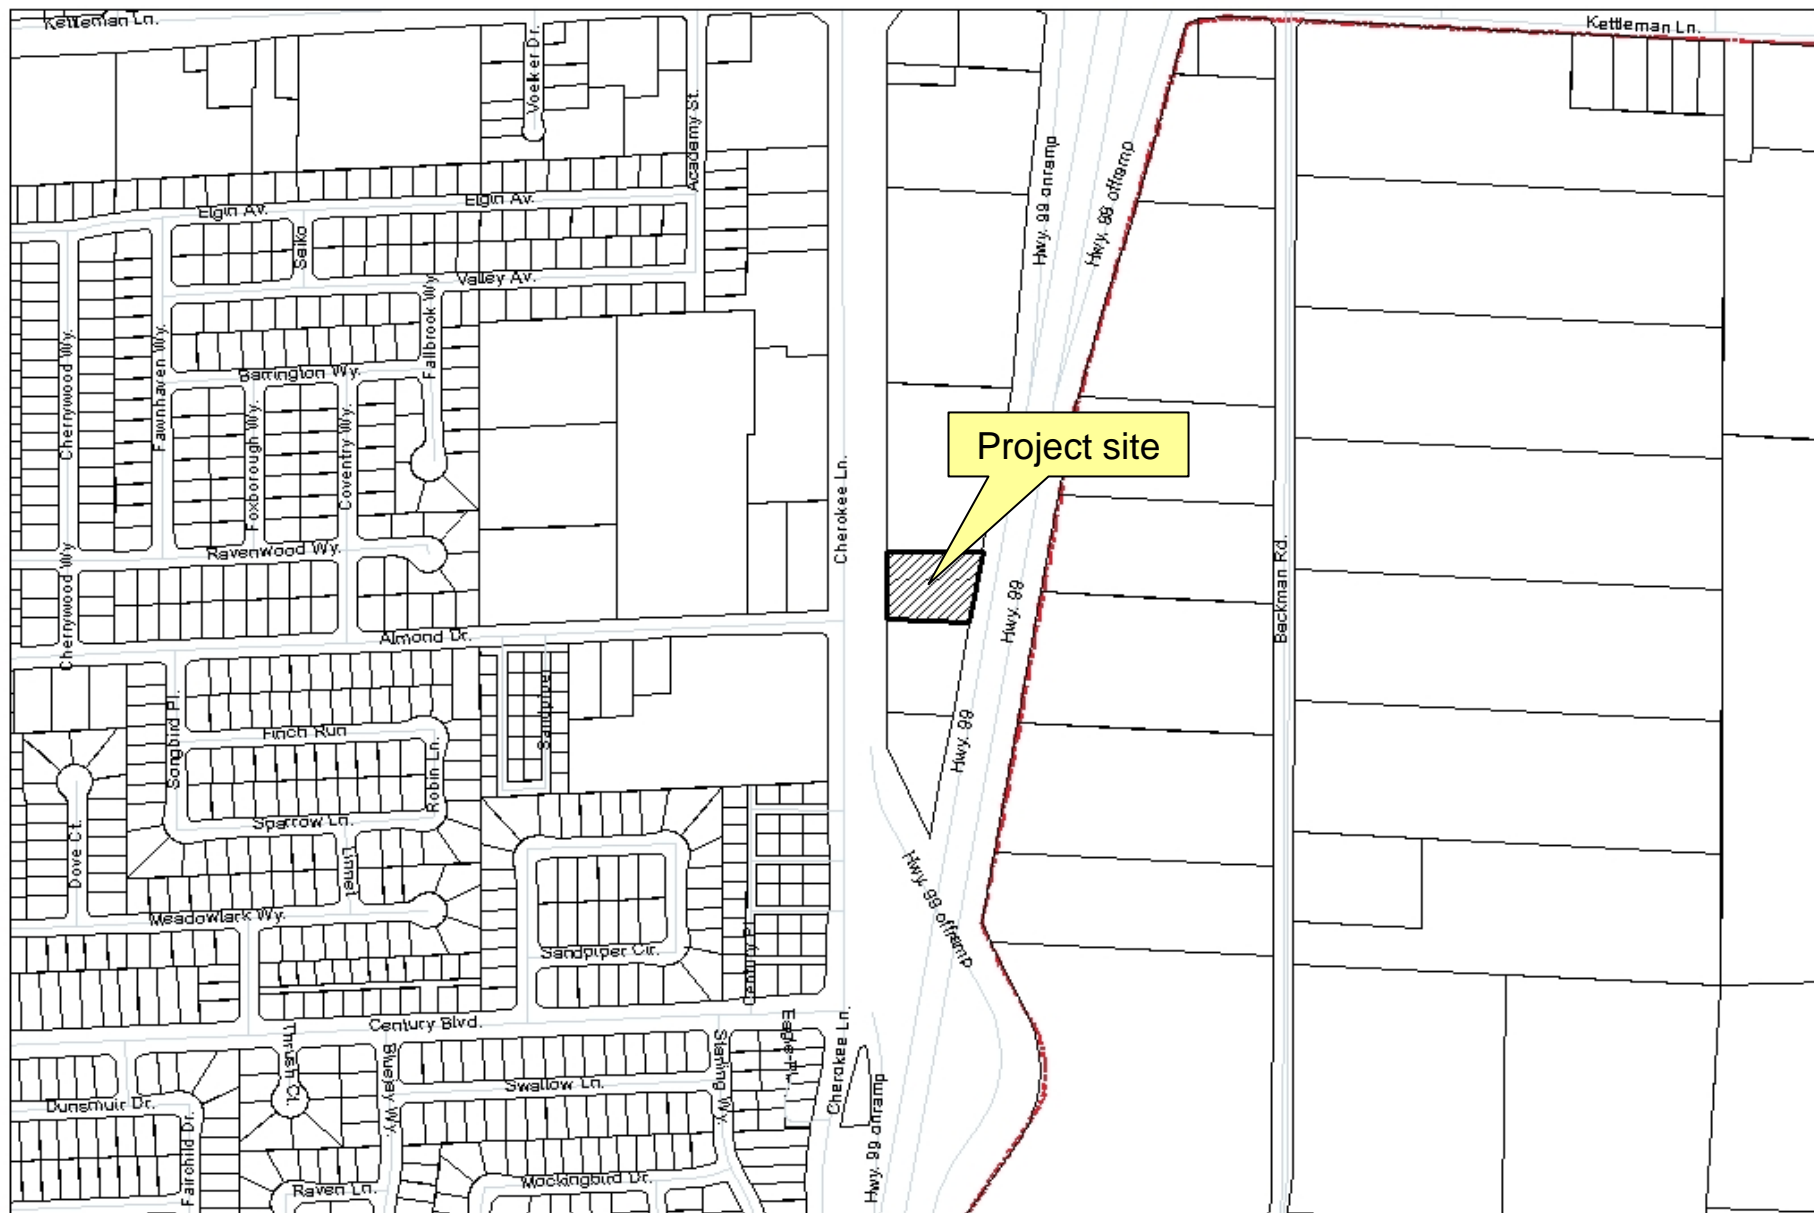 Kettleman Ln.
Kettleman Ln.
Voelker Dr.
Academy St.
Hwy. 99 onramp
Hwy. 99 offramp
Elgin Av.
Elgin Av.
Seiko
Valley Av.
Cherrywood Wy.
Fawnhaven Wy.
Fallbrook Wy.
Barrington Wy.
Foxborough Wy.
Coventry Wy.
Project site
Cherokee Ln.
Ravenwood Wy.
Beckman Rd.
Hwy. 99
Cherrywood Wy.
Almond Dr.
Songbird Pl.
Sandpiper
Finch Run
Robin Ln.
Hwy. 99
Sparrow Ln.
Dove Ct.
Linnet
Meadowlark Wy.
Hwy. 99 offramp
Sandpiper Cir.
Century Pl.
Century Blvd.
Thrush Ct.
Bluejay Wy.
Starling Wy.
Eagle Pl.
Cherokee Ln.
Swallow Ln.
Dunsmuir Dr.
Fairchild Dr.
Hwy. 99 onramp
Raven Ln.
Mockingbird Dr.